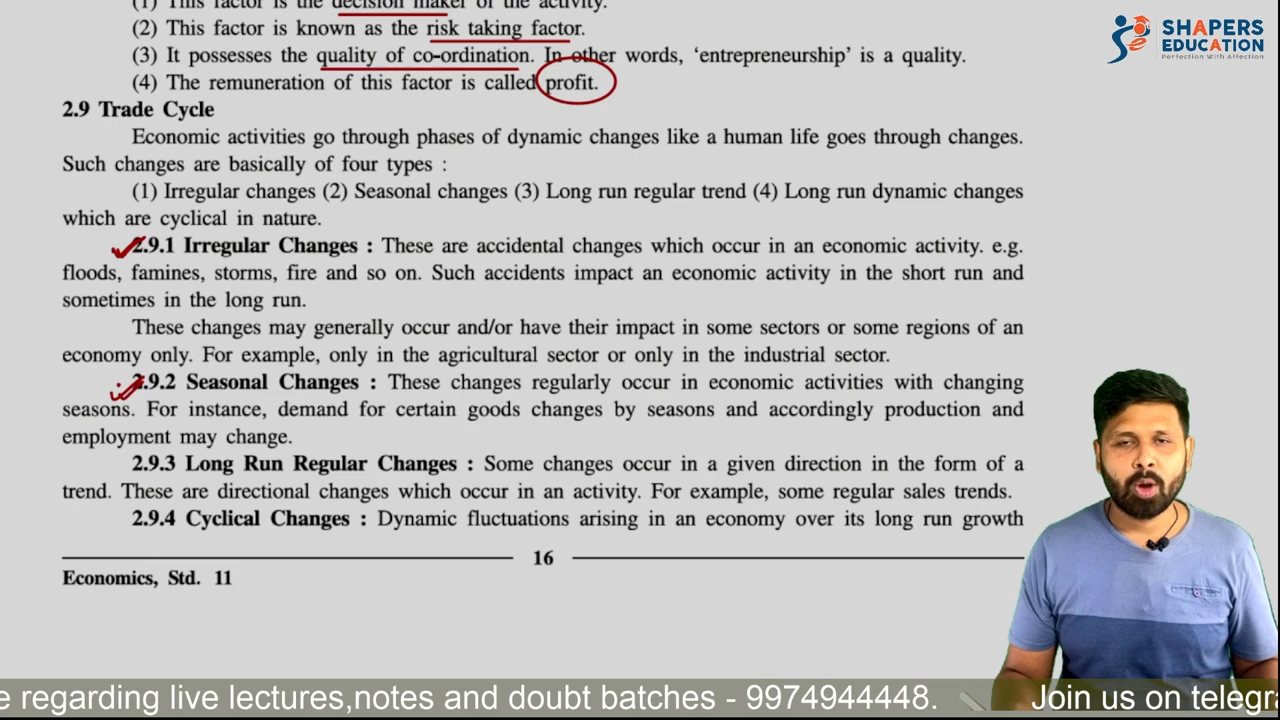 (1) This factor is the decision maker of the activity.
(2) This factor is known as the risk taking factor.
(3) It possesses the quality of co-ordination. In other words, ‘entrepreneurship’ is a quality.
(4) The remuneration of this factor is called profit.
2.9 Trade Cycle
Economic activities go through phases of dynamic changes like a human life goes through changes.
Such changes are basically of four types :
(1) Irregular changes (2) Seasonal changes (3) Long run regular trend (4) Long run dynamic changes
which are cyclical in nature.
2.9.1 Irregular Changes : These are accidental changes which occur in an economic activity. e.g.
floods, famines, storms, fire and so on. Such accidents impact an economic activity in the short run and
sometimes in the long run.
These changes may generally occur and/or have their impact in some sectors or some regions of an
economy only. For example, only in the agricultural sector or only in the industrial sector.
2.9.2 Seasonal Changes : These changes regularly occur in economic activities with changing
seasons. For instance, demand for certain goods changes by seasons and accordingly production and
employment may change.
2.9.3 Long Run Regular Changes : Some changes occur in a given direction in the form of a
trend. These are directional changes which occur in an activity. For example, some regular sales trends.
2.9.4 Cyclical Changes : Dynamic fluctuations arising in an economy over its long run growth
16
Economics, Std. 11
SHAPERS
EDUCATION
Perfection With Affection
e regarding live lectures,notes and doubt batches - 9974944448. Join us on telegr